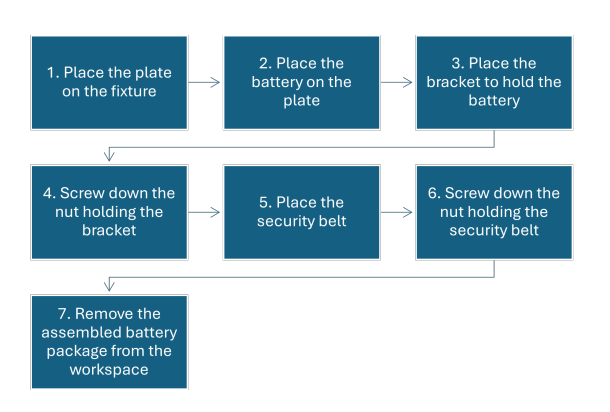 1. Place the plate
on the fixture
2. Place the
battery on the
plate
3. Place the
bracket to hold the
battery
4. Screw down the
nut holding the
bracket
5. Place the
security belt
6. Screw down the
nut holding the
security belt
7. Remove the
assembled battery
package from the
workspace